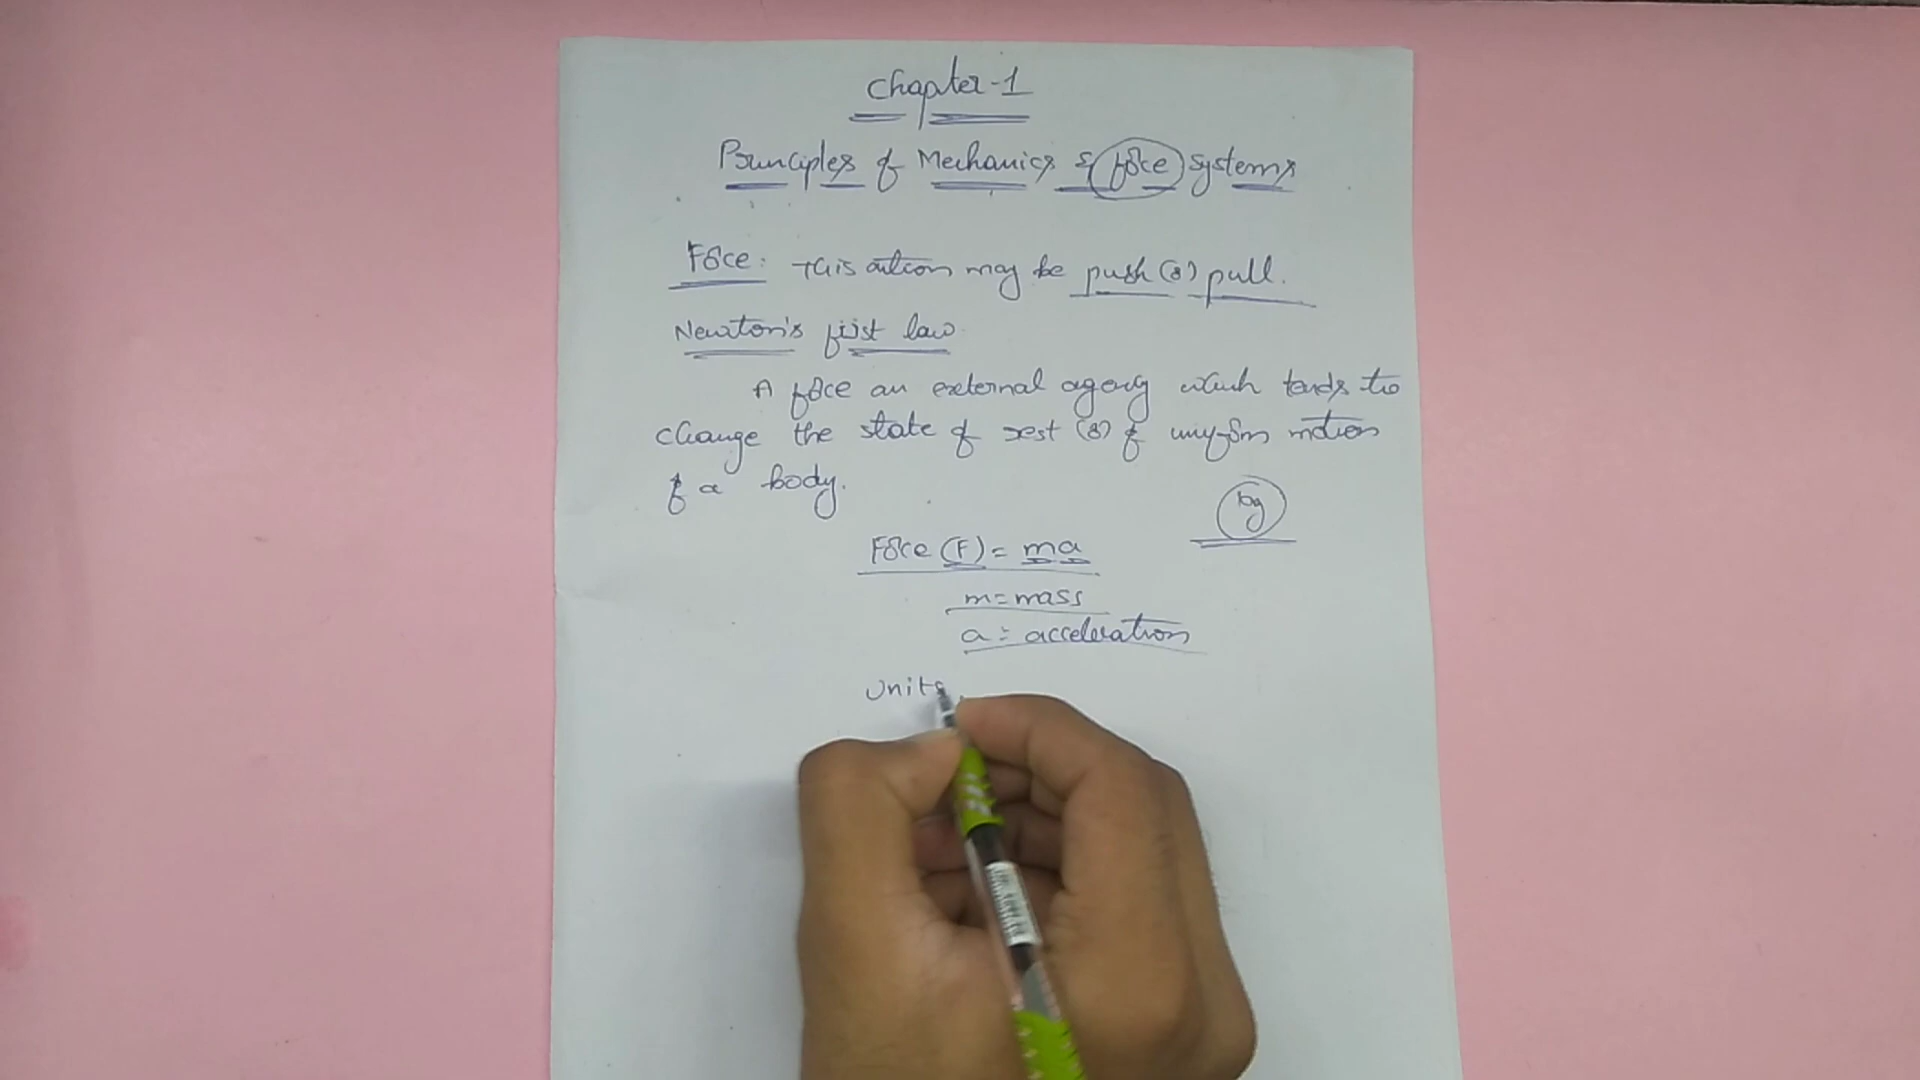 Chapter-1
Principles of Mechanics & force systems
Force: This action may be push (or) pull.
Newton's first law
A force an external agency which tends to
change the state of rest (or) of uniform motion
of a body.
Force (F) = ma
m = mass
a = acceleration
Units